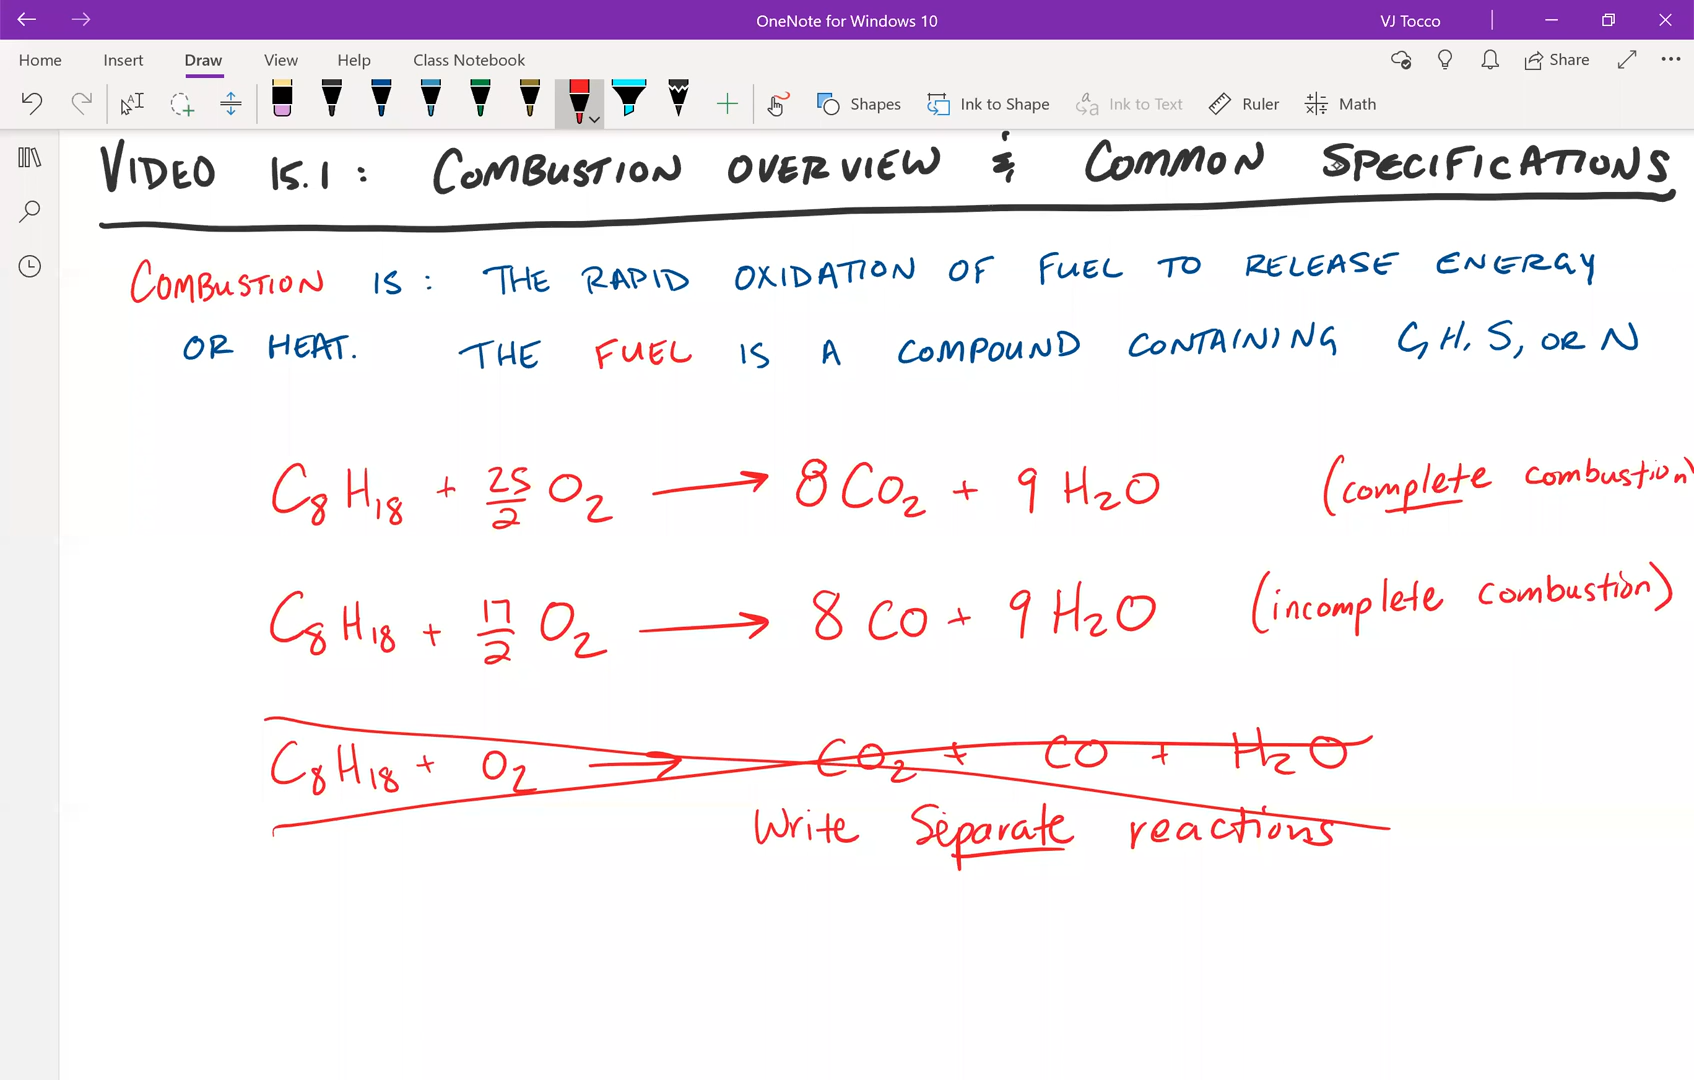 OneNote for Windows 10
VJ Tocco
Home Insert Draw View Help Class Notebook Share
Shapes Ink to Shape Ink to Text Ruler Math
VIDEO 15.1 : COMBUSTION OVERVIEW & COMMON SPECIFICATIONS
COMBUSTION IS : THE RAPID OXIDATION OF FUEL TO RELEASE ENERGY
OR HEAT. THE FUEL IS A COMPOUND CONTAINING C, H, S, OR N
C₈H₁₈ + 25/2 O₂ → 8 CO₂ + 9 H₂O (complete combustion)
C₈H₁₈ + 17/2 O₂ → 8 CO + 9 H₂O (incomplete combustion)
C₈H₁₈ + O₂ → CO₂ + CO + H₂O
Write Separate reactions